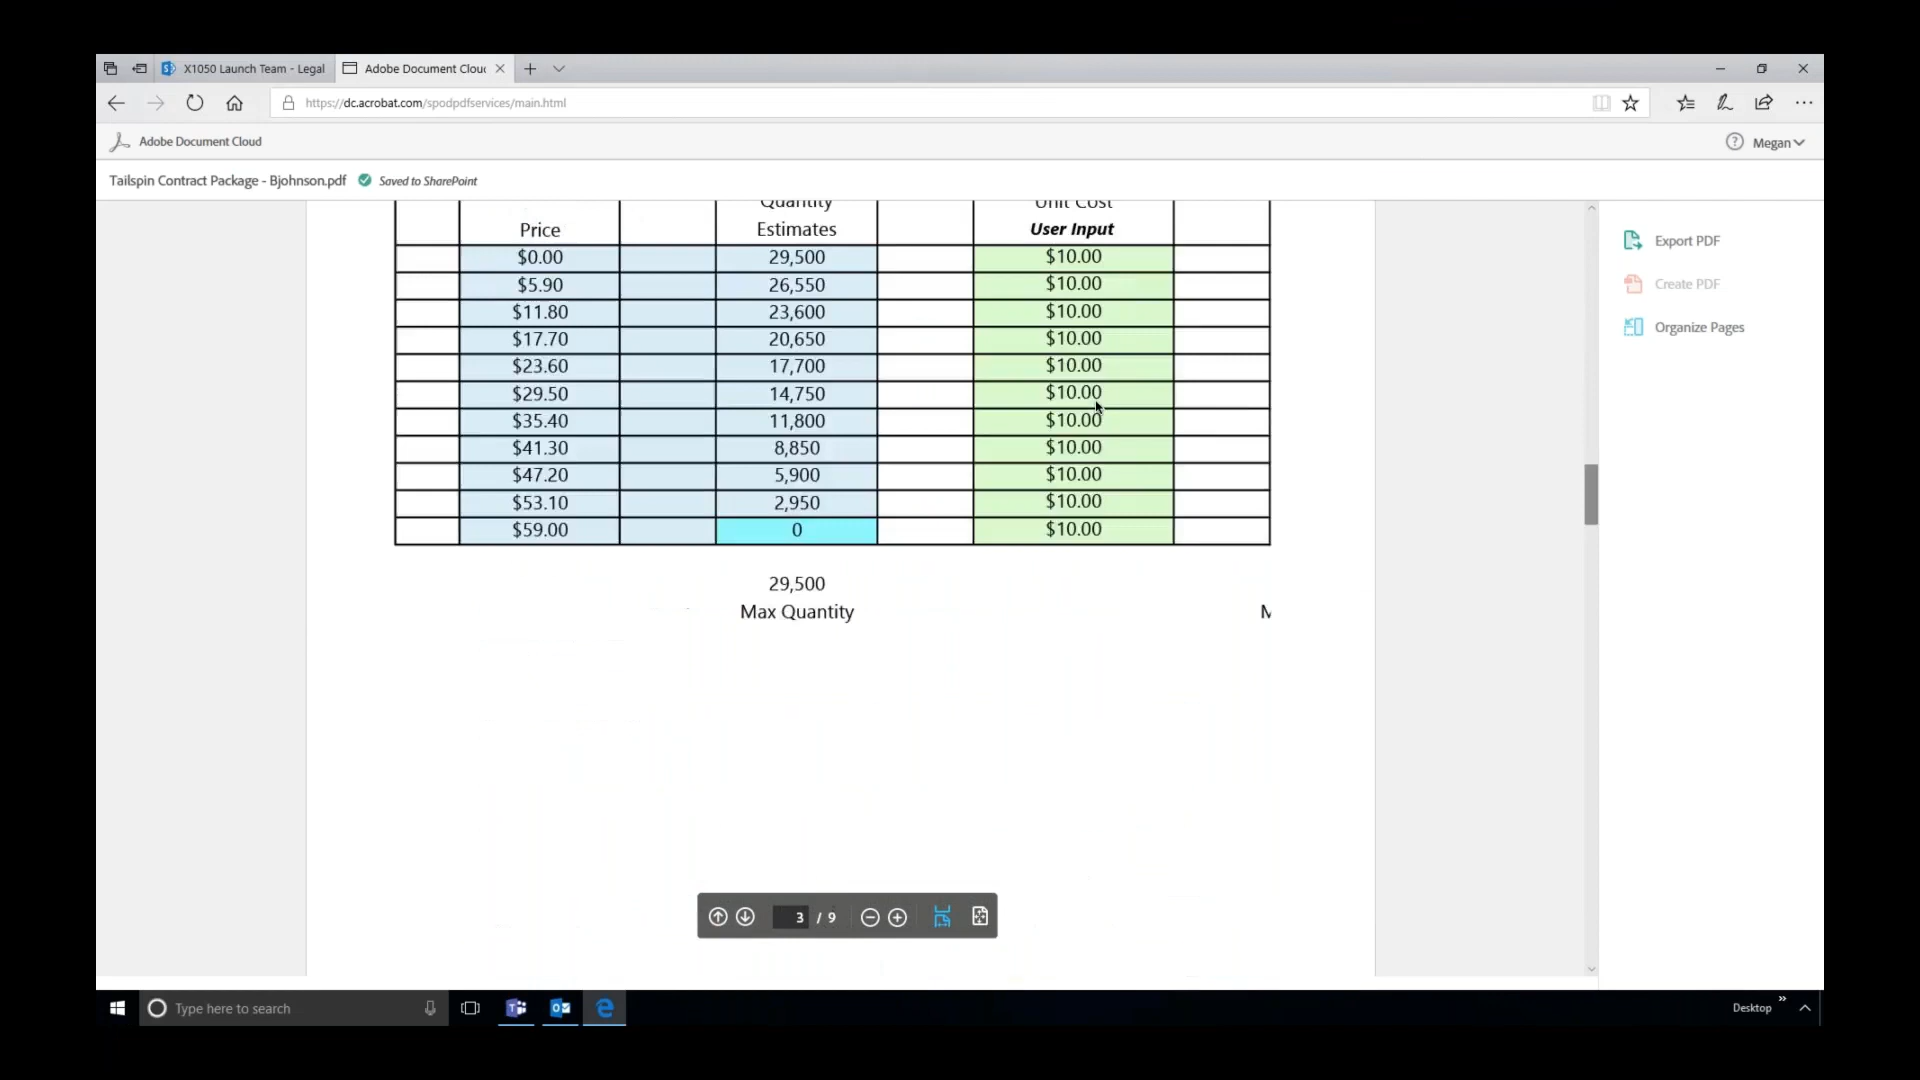 X1050 Launch Team - Legal
Adobe Document Clou
https://dc.acrobat.com/spodpdfservices/main.html
Adobe Document Cloud
Megan
Tailspin Contract Package - Bjohnson.pdf
Saved to SharePoint
Quantity Unit Cost
Price Estimates User Input
$0.00 29,500 $10.00
$5.90 26,550 $10.00
$11.80 23,600 $10.00
$17.70 20,650 $10.00
$23.60 17,700 $10.00
$29.50 14,750 $10.00
$35.40 11,800 $10.00
$41.30 8,850 $10.00
$47.20 5,900 $10.00
$53.10 2,950 $10.00
$59.00 0 $10.00
29,500
Max Quantity
Export PDF
Create PDF
Organize Pages
3 / 9
Type here to search
Desktop